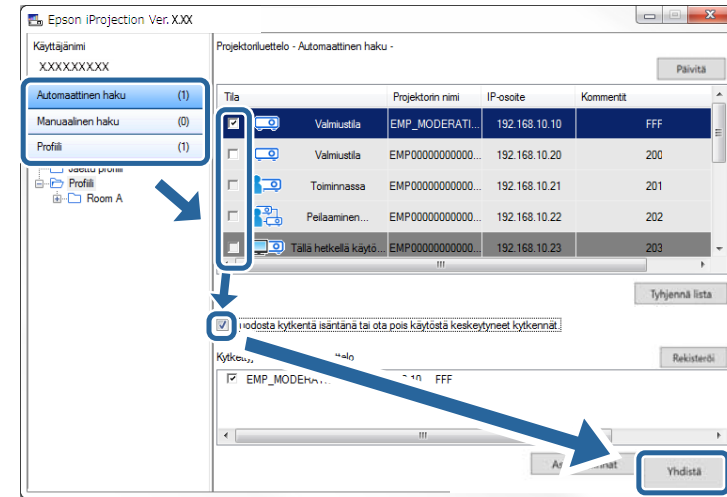 Epson iProjection Ver. X.XX
Käyttäjänimi
XXXXXXXXXX
Automaattinen haku (1)
Manuaalinen haku (0)
Profiili (1)
Jaettu profiili
Profiili
Room A
Projektoriluettelo - Automaattinen haku -
Päivitä
Tila Projektorin nimi IP-osoite Kommentit
Valmiustila EMP_MODERATI... 192.168.10.10 FFF
Valmiustila EMP00000000000... 192.168.10.20 200
Toiminnassa EMP00000000000... 192.168.10.21 201
Peilaaminen... EMP00000000000... 192.168.10.22 202
Tällä hetkellä käytö... EMP00000000000... 192.168.10.23 203
Tyhjennä lista
kytkentä isäntänä tai ota pois käytöstä keskeytyneet kytkennät.
Rekisteröi
FFF
Yhdistä